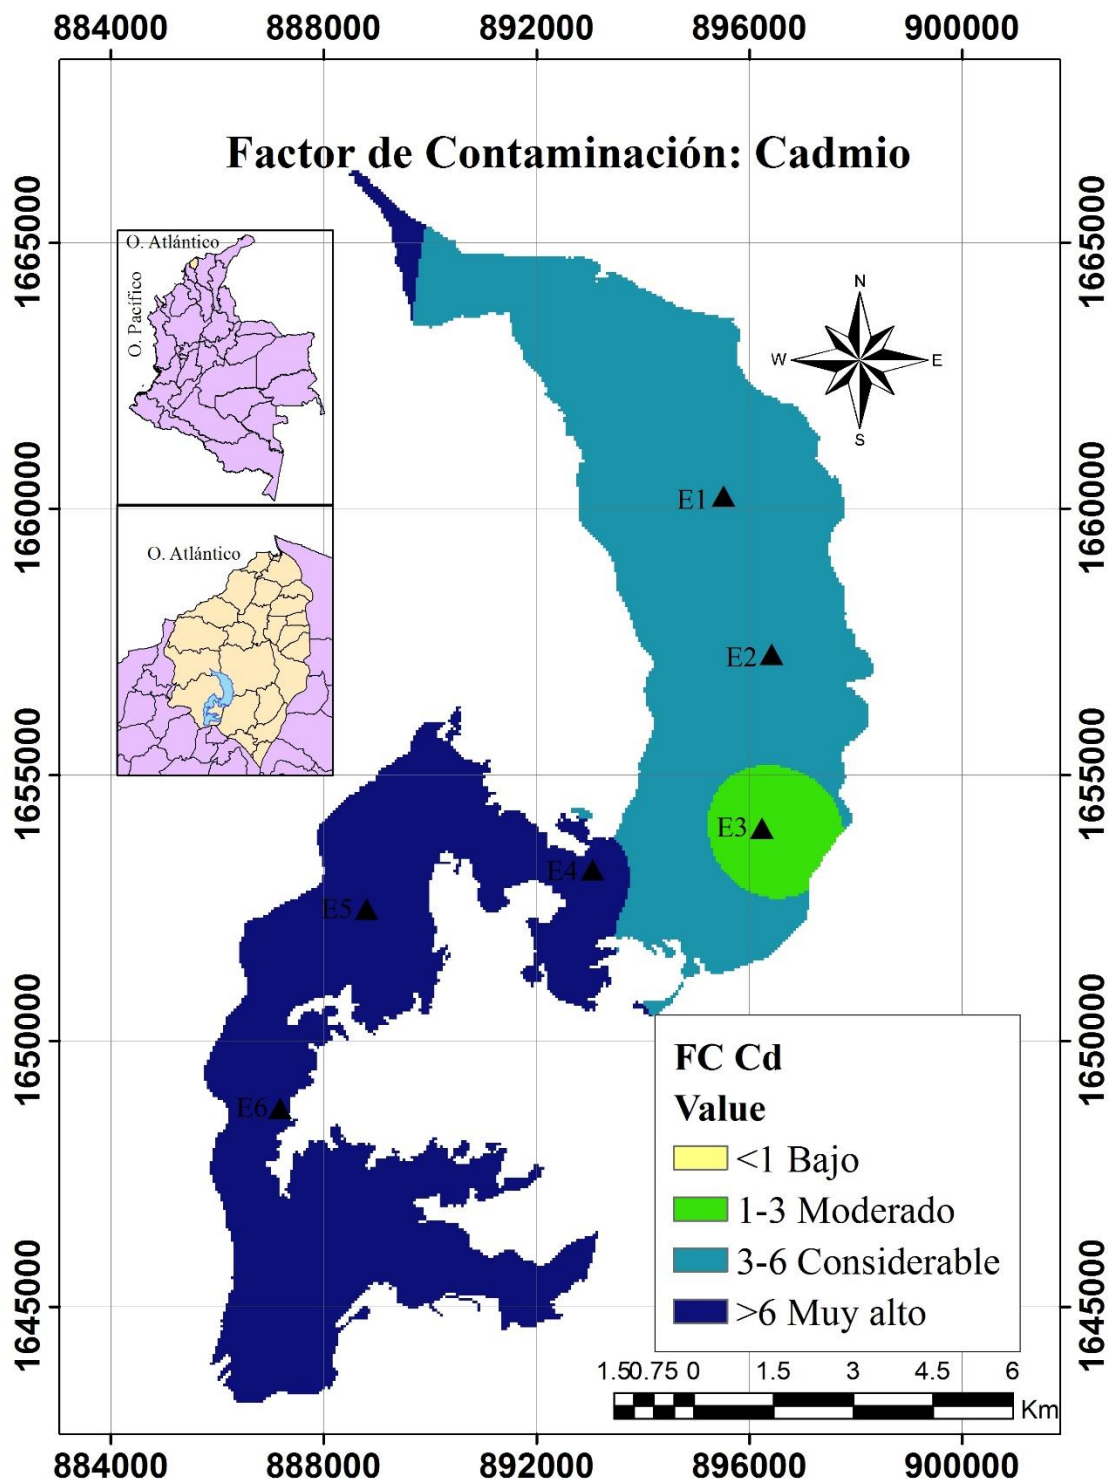 884000 888000 892000 896000 900000
Factor de Contaminación: Cadmio
1665000
1665000
O. Atlántico
O. Pacífico
N
W
E
S
1660000
1660000
E1
O. Atlántico
E2
1655000
1655000
E3
E4
E5
1650000
1650000
E6
FC Cd
Value
<1 Bajo
1-3 Moderado
3-6 Considerable
>6 Muy alto
1645000
1645000
1.5 0.75 0 1.5 3 4.5 6
Km
884000 888000 892000 896000 900000